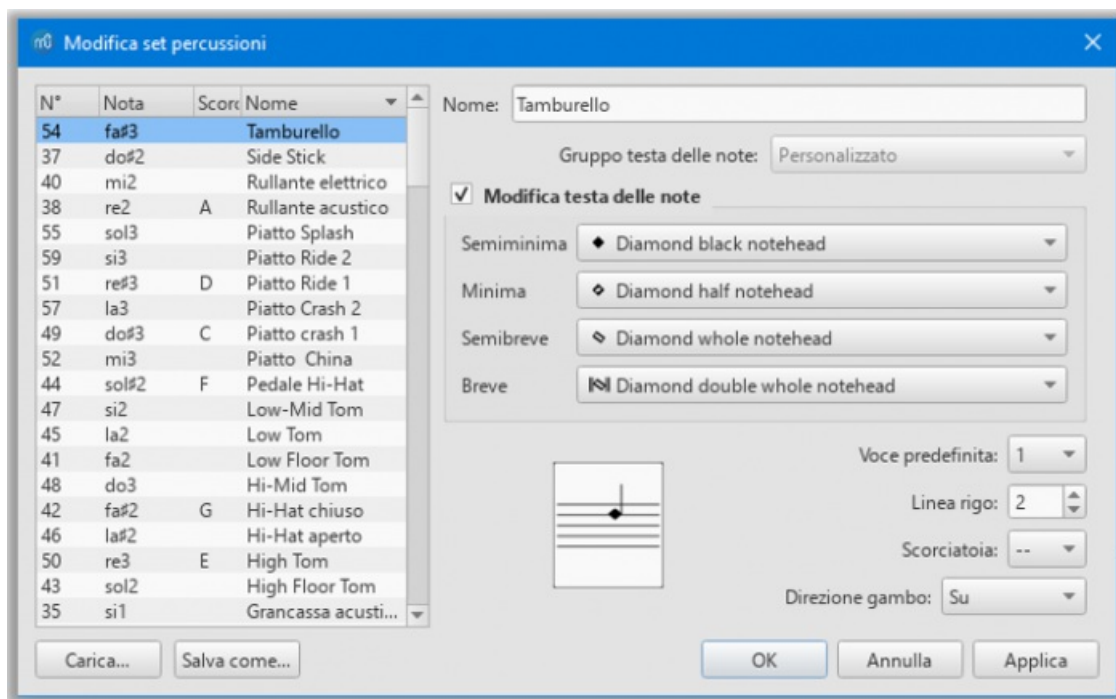 Modifica set percussioni
N° Nota Scorc Nome
54 fa♯3 Tamburello
37 do♯2 Side Stick
40 mi2 Rullante elettrico
38 re2 A Rullante acustico
55 sol3 Piatto Splash
59 si3 Piatto Ride 2
51 re♯3 D Piatto Ride 1
57 la3 Piatto Crash 2
49 do♯3 C Piatto crash 1
52 mi3 Piatto China
44 sol♯2 F Pedale Hi-Hat
47 si2 Low-Mid Tom
45 la2 Low Tom
41 fa2 Low Floor Tom
48 do3 Hi-Mid Tom
42 fa♯2 G Hi-Hat chiuso
46 la♯2 Hi-Hat aperto
50 re3 E High Tom
43 sol2 High Floor Tom
35 si1 Grancassa acusti...
Carica... Salva come...
Nome: Tamburello
Gruppo testa delle note: Personalizzato
Modifica testa delle note
Semiminima Diamond black notehead
Minima Diamond half notehead
Semibreve Diamond whole notehead
Breve Diamond double whole notehead
Voce predefinita: 1
Linea rigo: 2
Scorciatoia: --
Direzione gambo: Su
OK Annulla Applica